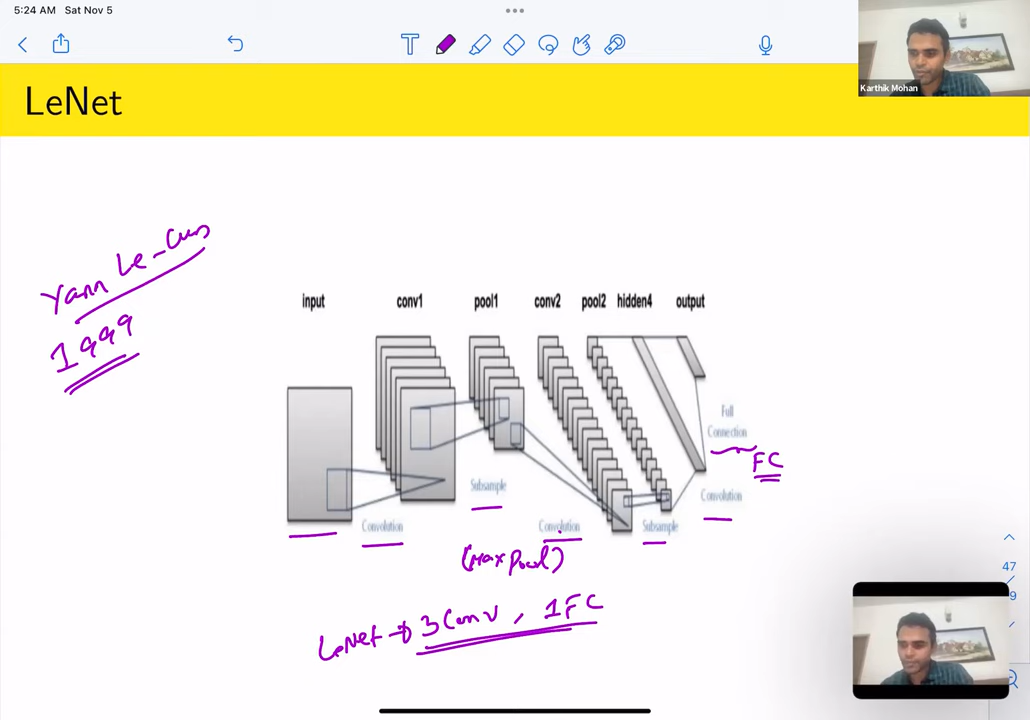 5:24 AM Sat Nov 5
T
Karthik Mohan
LeNet
Yann Le-Cun
1999
input conv1 pool1 conv2 pool2 hidden4 output
Full
Connection
FC
Subsample
Convolution
Convolution
Convolution
Subsample
(Max Pool)
LeNet → 3 Conv, 1 FC
47
9